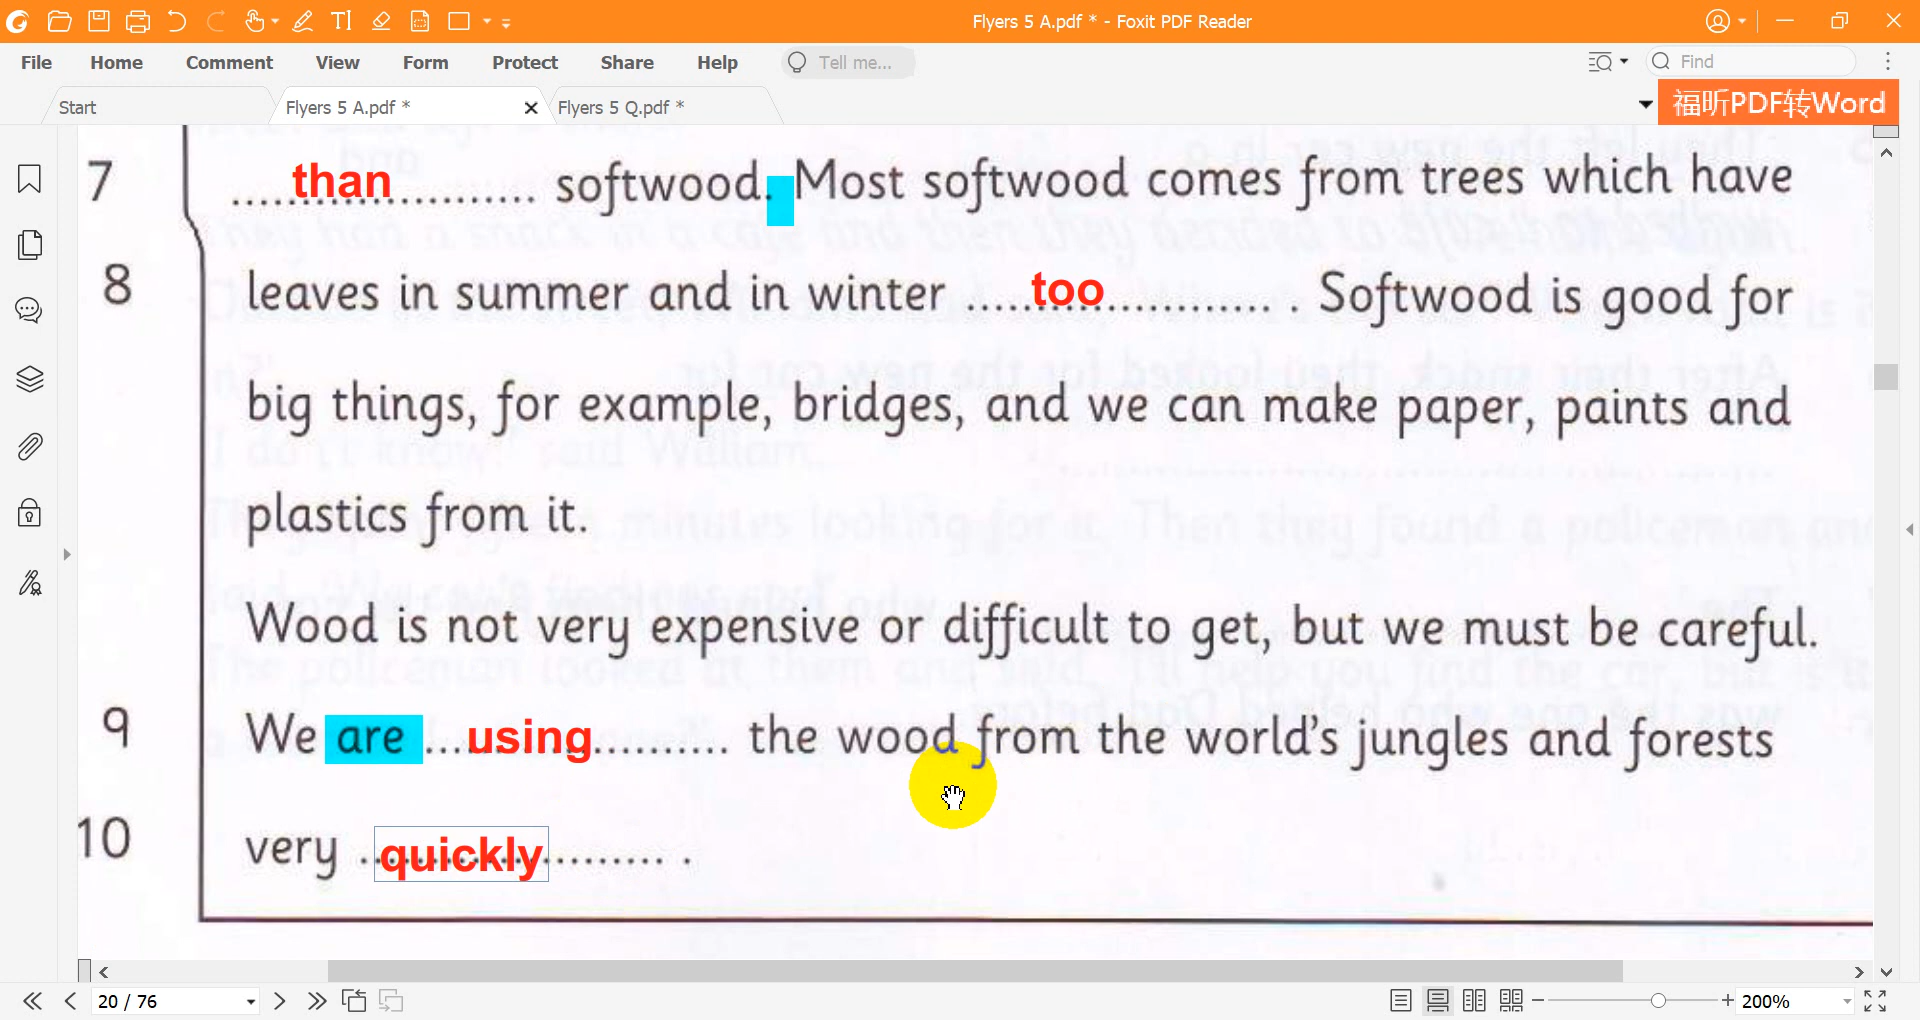 Flyers 5 A.pdf * - Foxit PDF Reader
File Home Comment View Form Protect Share Help Tell me... Find
Start Flyers 5 A.pdf * Flyers 5 Q.pdf * 福昕PDF转Word
7 than softwood. Most softwood comes from trees which have
8 leaves in summer and in winter too . Softwood is good for
big things, for example, bridges, and we can make paper, paints and
plastics from it.
Wood is not very expensive or difficult to get, but we must be careful.
9 We are using the wood from the world's jungles and forests
10 very quickly .
20 / 76 200%